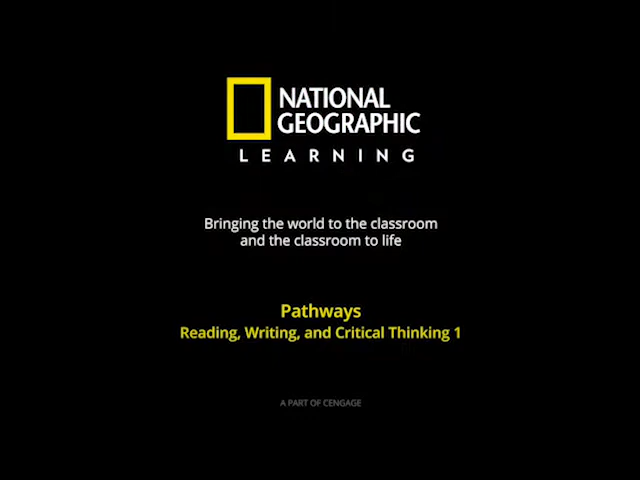 NATIONAL
GEOGRAPHIC
LEARNING
Bringing the world to the classroom
and the classroom to life
Pathways
Reading, Writing, and Critical Thinking 1
A PART OF CENGAGE